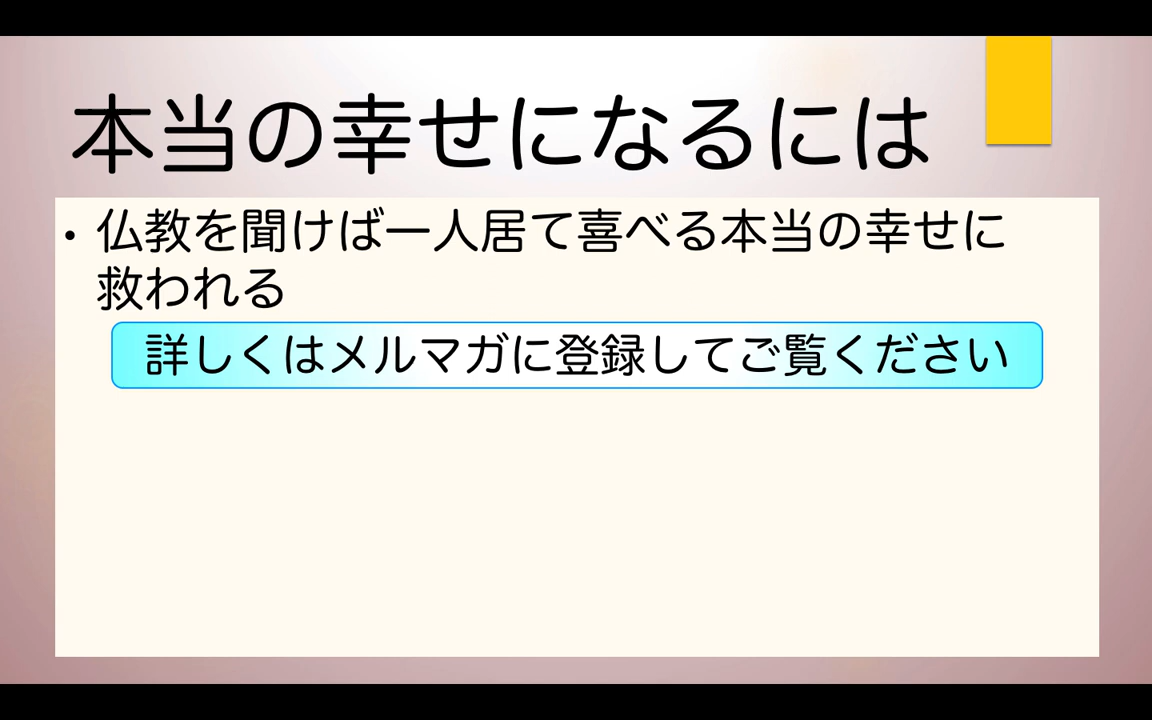 本当の幸せになるには
・仏教を聞けば一人居て喜べる本当の幸せに
救われる
詳しくはメルマガに登録してご覧ください